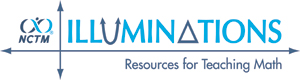 NCTM
ILLUMINATIONS
Resources for Teaching Math